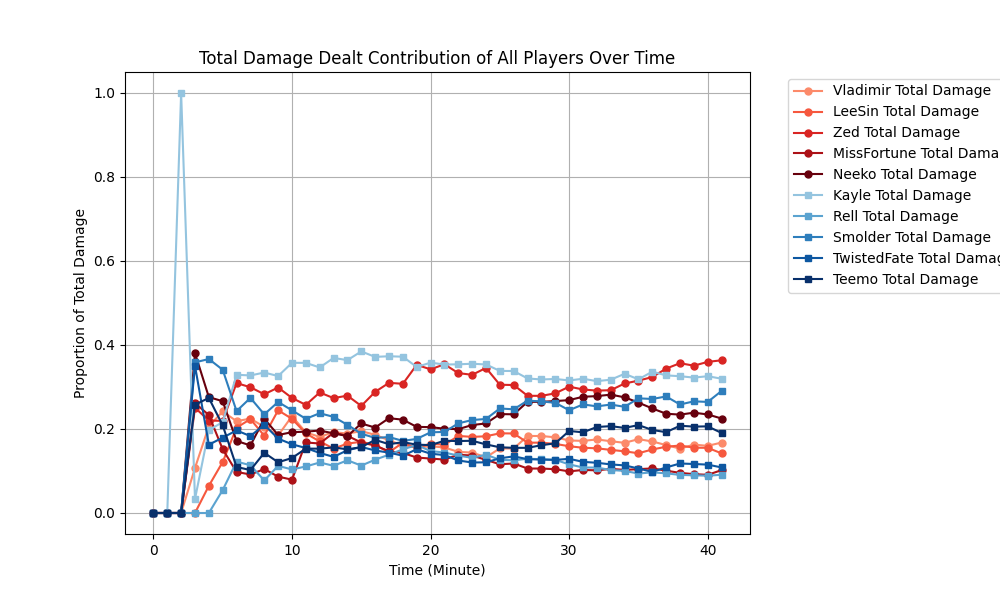 Total Damage Dealt Contribution of All Players Over Time
Proportion of Total Damage
1.0
0.8
0.6
0.4
0.2
0.0
0
10
20
30
40
Time (Minute)
Vladimir Total Damage
LeeSin Total Damage
Zed Total Damage
MissFortune Total Dama
Neeko Total Damage
Kayle Total Damage
Rell Total Damage
Smolder Total Damage
TwistedFate Total Damag
Teemo Total Damage